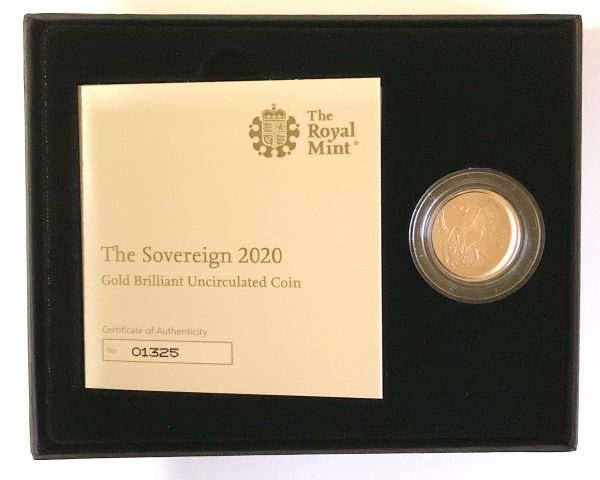 The
Royal
Mint®
The Sovereign 2020
Gold Brilliant Uncirculated Coin
Certificate of Authenticity
No. 01325